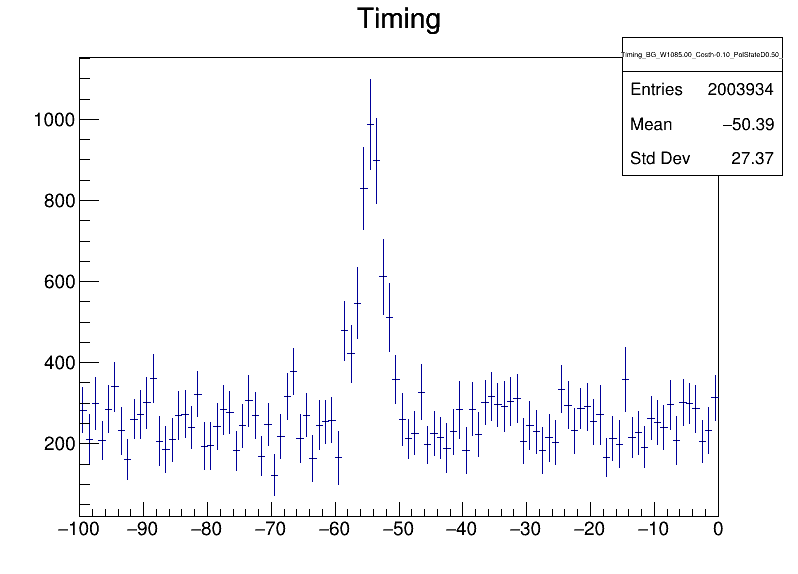 Timing
Timing_BG_W1085.00_Costh-0.10_PolStateD0.50_
Entries 2003934
Mean −50.39
Std Dev 27.37
1000
800
600
400
200
−100 −90 −80 −70 −60 −50 −40 −30 −20 −10 0